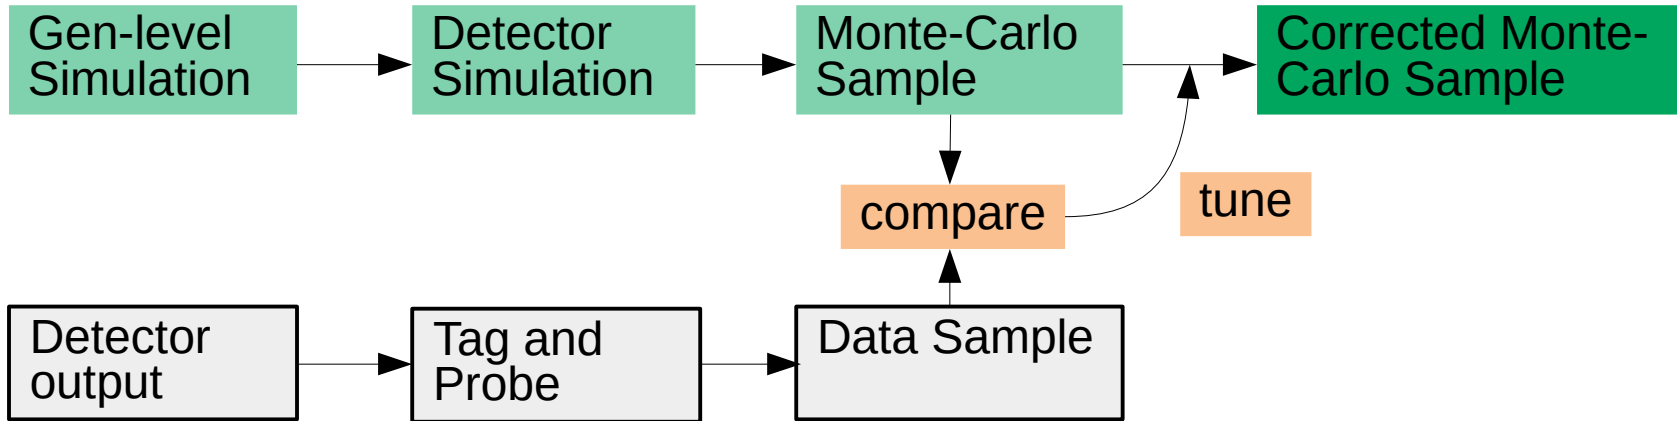 Gen-level
Simulation
Detector
Simulation
Monte-Carlo
Sample
Corrected Monte-
Carlo Sample
compare
tune
Detector
output
Tag and
Probe
Data Sample